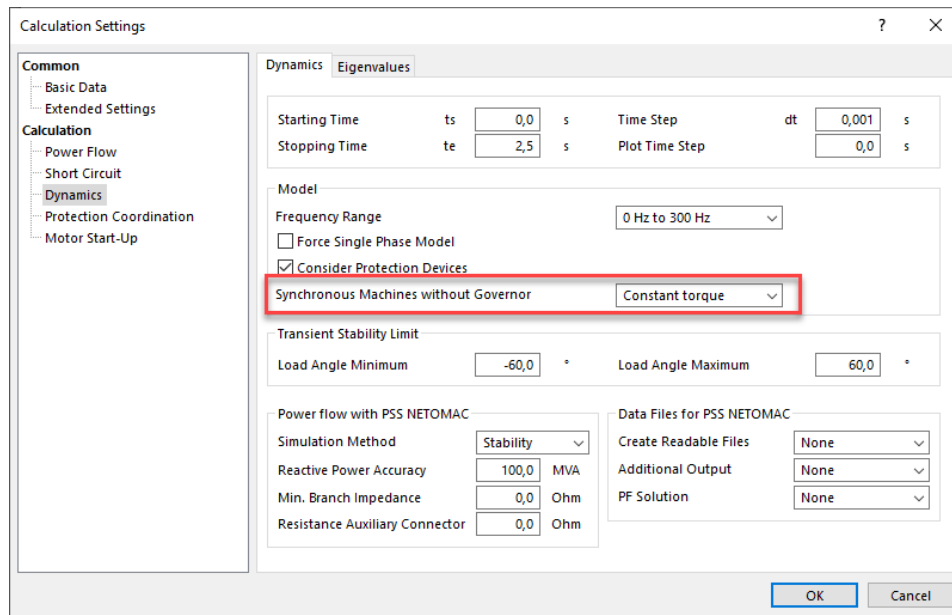 Calculation Settings ? ×
Common
Basic Data
Extended Settings
Calculation
Power Flow
Short Circuit
Dynamics
Protection Coordination
Motor Start-Up
Dynamics Eigenvalues
Starting Time ts 0,0 s Time Step dt 0,001 s
Stopping Time te 2,5 s Plot Time Step 0,0 s
Model
Frequency Range 0 Hz to 300 Hz
Force Single Phase Model
Consider Protection Devices
Synchronous Machines without Governor Constant torque
Transient Stability Limit
Load Angle Minimum -60,0 ° Load Angle Maximum 60,0 °
Power flow with PSS NETOMAC
Simulation Method Stability
Reactive Power Accuracy 100,0 MVA
Min. Branch Impedance 0,0 Ohm
Resistance Auxiliary Connector 0,0 Ohm
Data Files for PSS NETOMAC
Create Readable Files None
Additional Output None
PF Solution None
OK Cancel